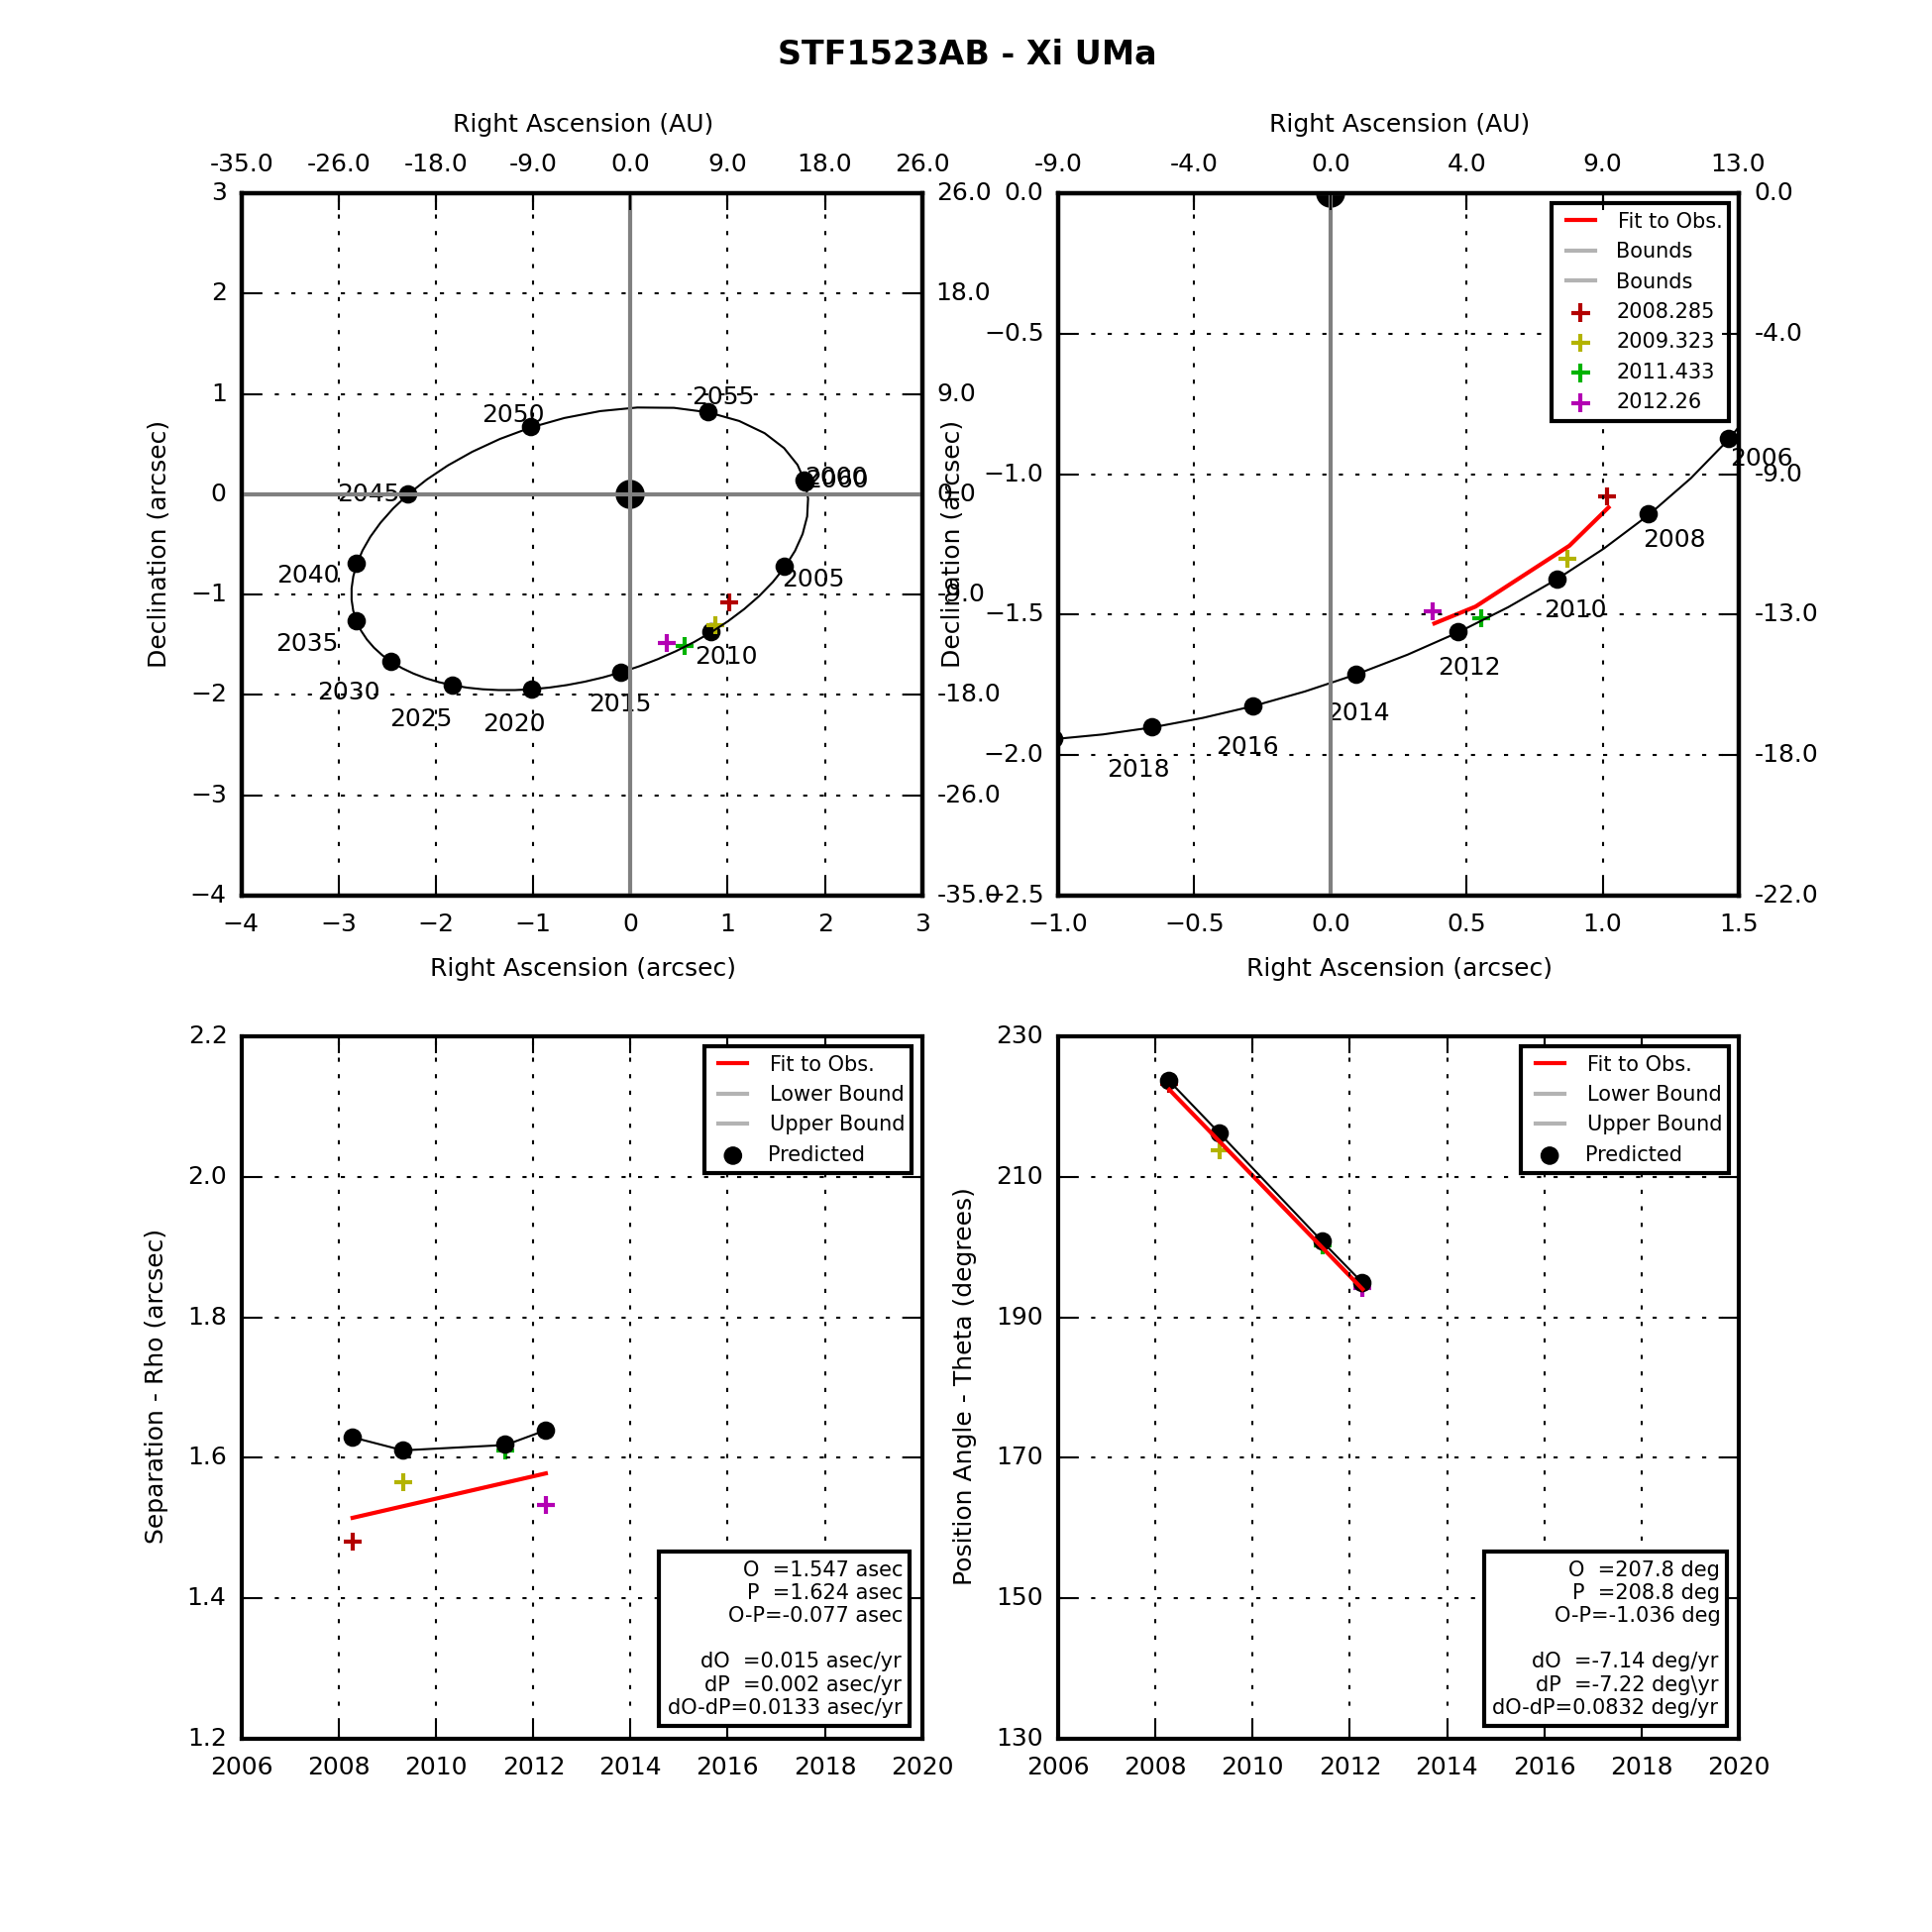 STF1523AB - Xi UMa
Right Ascension (AU)
-35.0 -26.0 -18.0 -9.0 0.0 9.0 18.0 26.0
3 2 1 0 −1 −2 −3 −4
Declination (arcsec)
2050
2055
2045
2000
2060
2040
2005
2035
2010
2030
2015
2025
2020
26.0 18.0 9.0 0.0 -9.0 -18.0 -26.0 -35.0
−4 −3 −2 −1 0 1 2 3
Right Ascension (arcsec)
Right Ascension (AU)
-9.0 -4.0 0.0 4.0 9.0 13.0
0.0 −0.5 −1.0 −1.5 −2.0 −2.5
Declination (arcsec)
Fit to Obs.
Bounds
Bounds
2008.285
2009.323
2011.433
2012.26
2006
2008
2010
2012
2014
2016
2018
0.0 -4.0 -9.0 -13.0 -18.0 -22.0
−1.0 −0.5 0.0 0.5 1.0 1.5
Right Ascension (arcsec)
2.2 2.0 1.8 1.6 1.4 1.2
Separation - Rho (arcsec)
Fit to Obs.
Lower Bound
Upper Bound
Predicted
O =1.547 asec
P =1.624 asec
O-P=-0.077 asec
dO =0.015 asec/yr
dP =0.002 asec/yr
dO-dP=0.0133 asec/yr
2006 2008 2010 2012 2014 2016 2018 2020
230 210 190 170 150 130
Position Angle - Theta (degrees)
Fit to Obs.
Lower Bound
Upper Bound
Predicted
O =207.8 deg
P =208.8 deg
O-P=-1.036 deg
dO =-7.14 deg/yr
dP =-7.22 deg\yr
dO-dP=0.0832 deg/yr
2006 2008 2010 2012 2014 2016 2018 2020